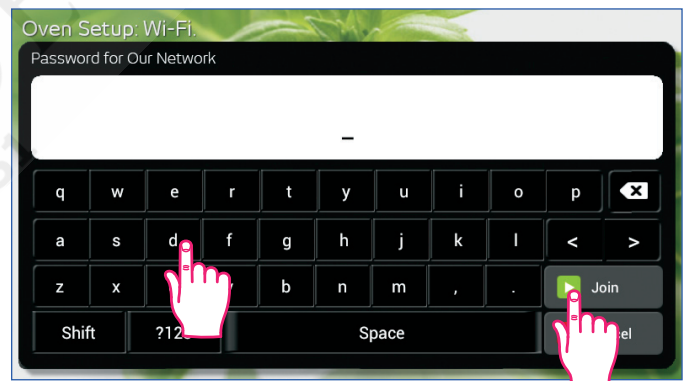 Oven Setup: Wi-Fi.
Password for Our Network
_
q w e r t y u i o p
a s d f g h j k l < >
z x b n m , . Join
Shift Space